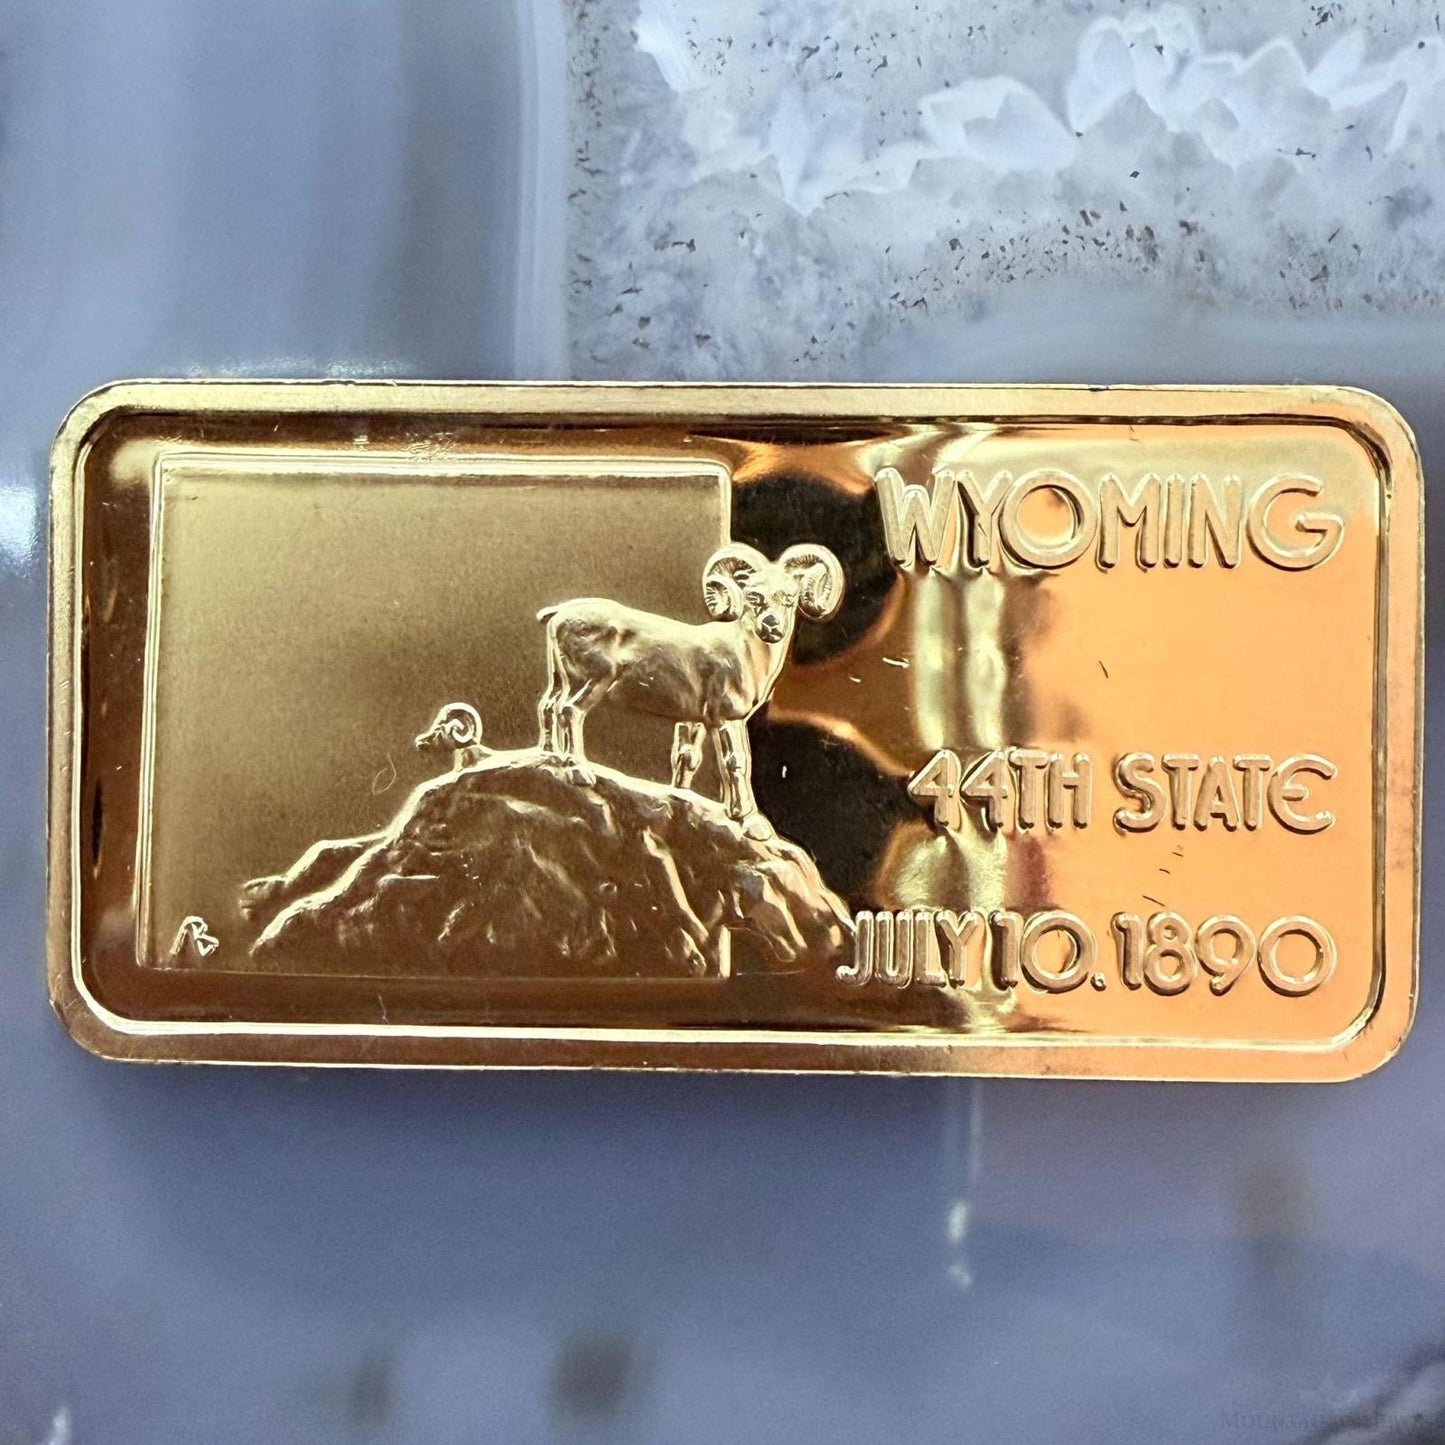 WYOMING
44TH STATE
JULY 10. 1890